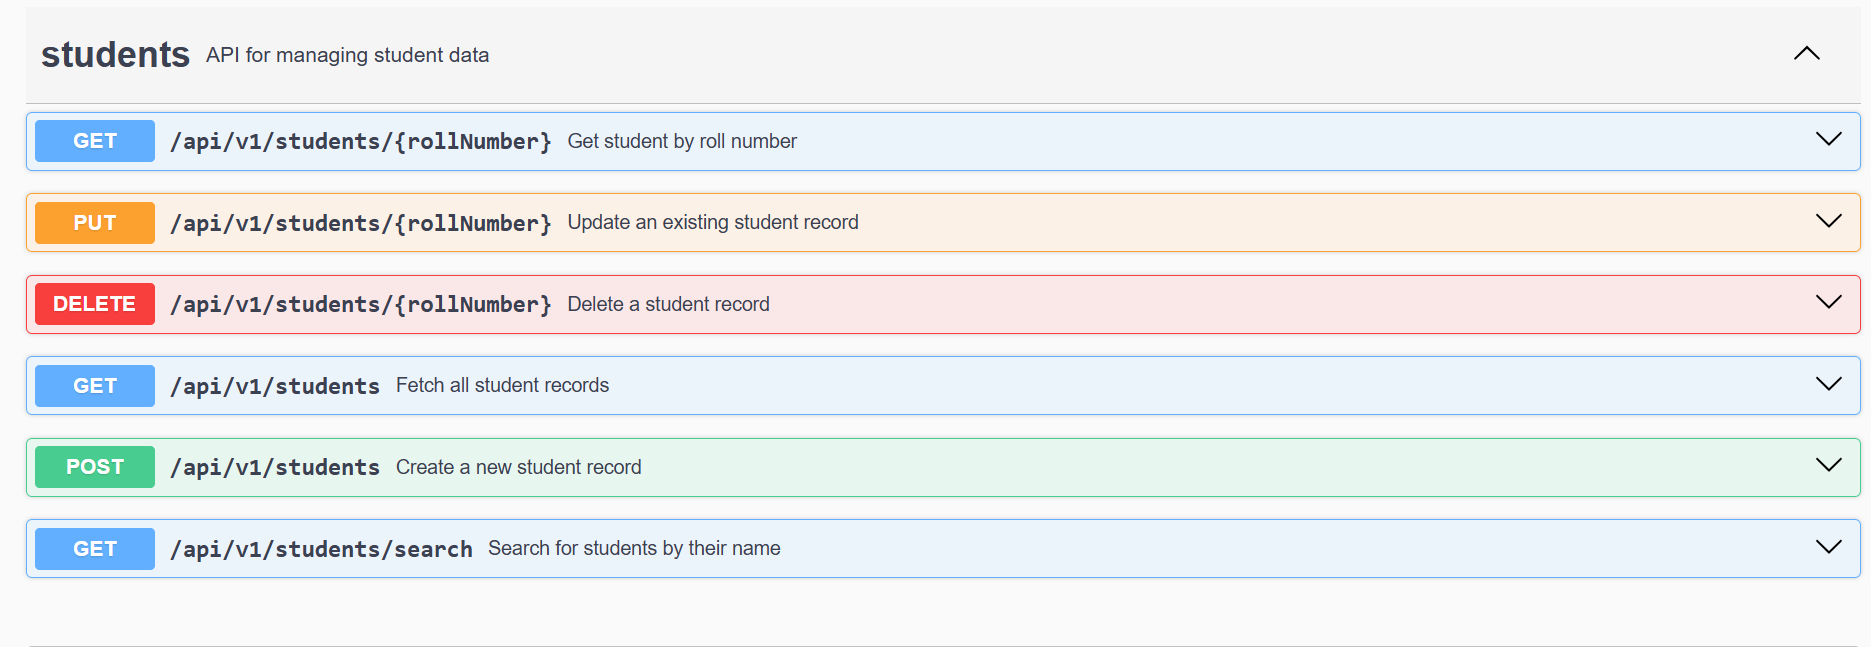 students API for managing student data
GET /api/v1/students/{rollNumber} Get student by roll number
PUT /api/v1/students/{rollNumber} Update an existing student record
DELETE /api/v1/students/{rollNumber} Delete a student record
GET /api/v1/students Fetch all student records
POST /api/v1/students Create a new student record
GET /api/v1/students/search Search for students by their name